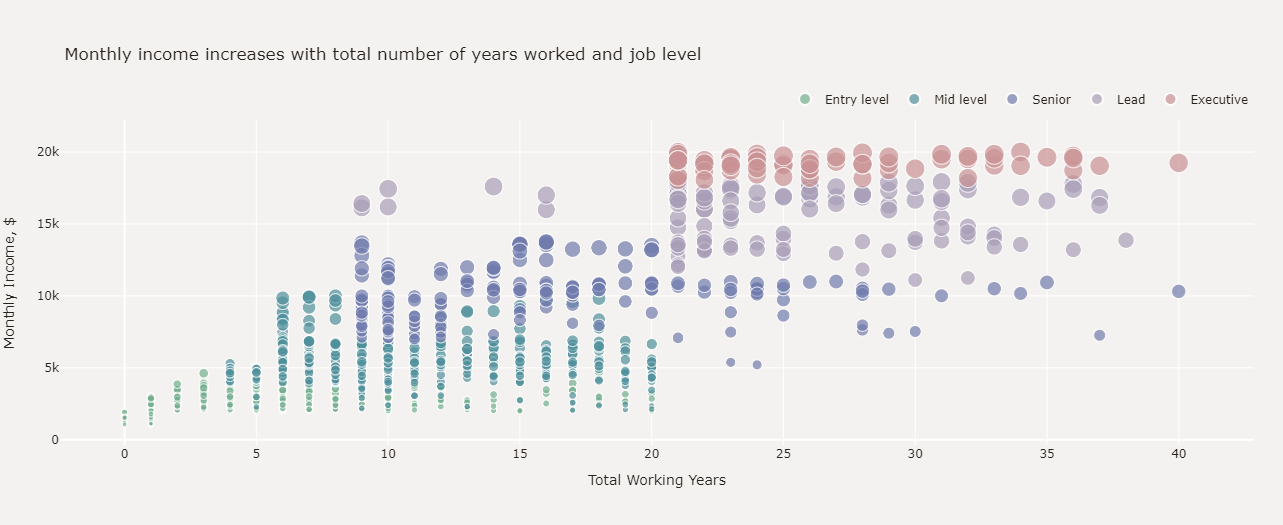 Monthly income increases with total number of years worked and job level
Entry level Mid level Senior Lead Executive
Monthly Income, $
20k
15k
10k
5k
0
0 5 10 15 20 25 30 35 40
Total Working Years